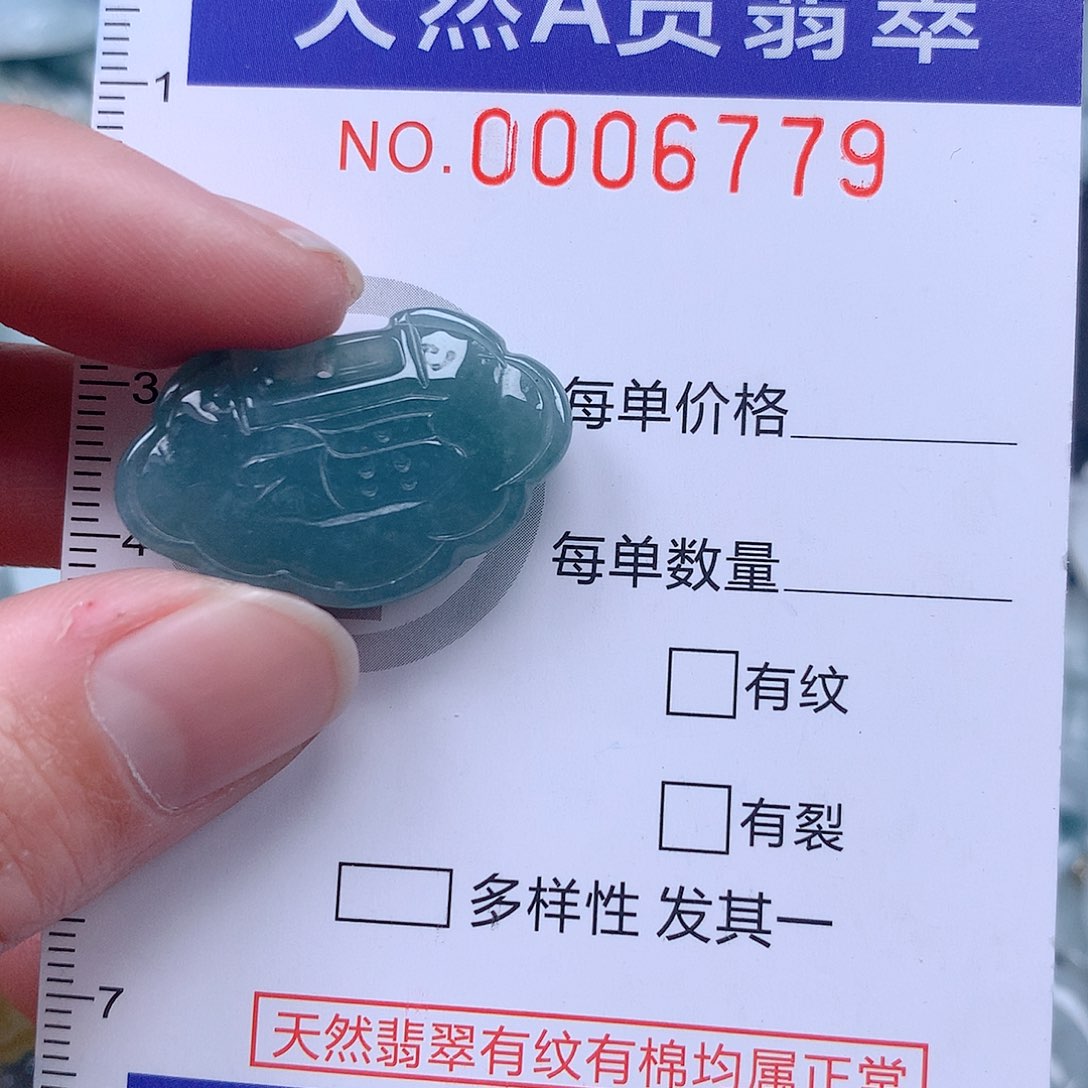 天然A货翡翠
1
NO.0006779
3
每单价格
4
每单数量
有纹
有裂
多样性 发其一
7
天然翡翠有纹有棉均属正常